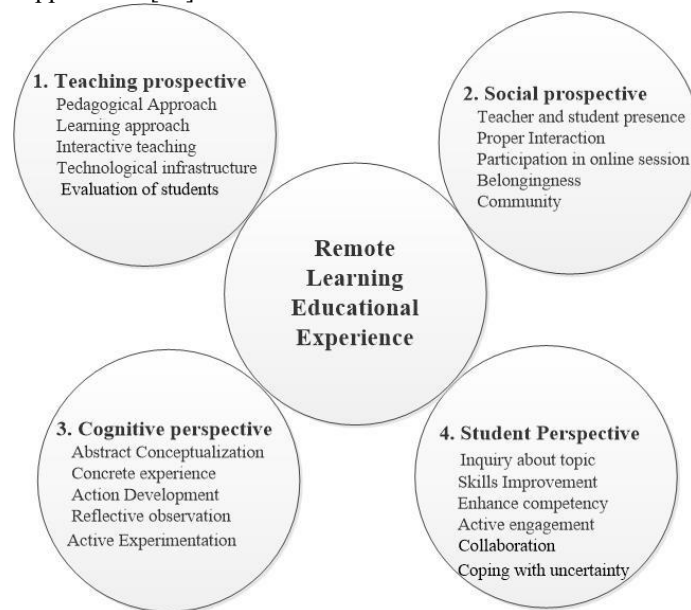 1. Teaching prospective
Pedagogical Approach
Learning approach
Interactive teaching
Technological infrastructure
Evaluation of students
2. Social prospective
Teacher and student presence
Proper Interaction
Participation in online session
Belongingness
Community
Remote
Learning
Educational
Experience
3. Cognitive perspective
Abstract Conceptualization
Concrete experience
Action Development
Reflective observation
Active Experimentation
4. Student Perspective
Inquiry about topic
Skills Improvement
Enhance competency
Active engagement
Collaboration
Coping with uncertainty